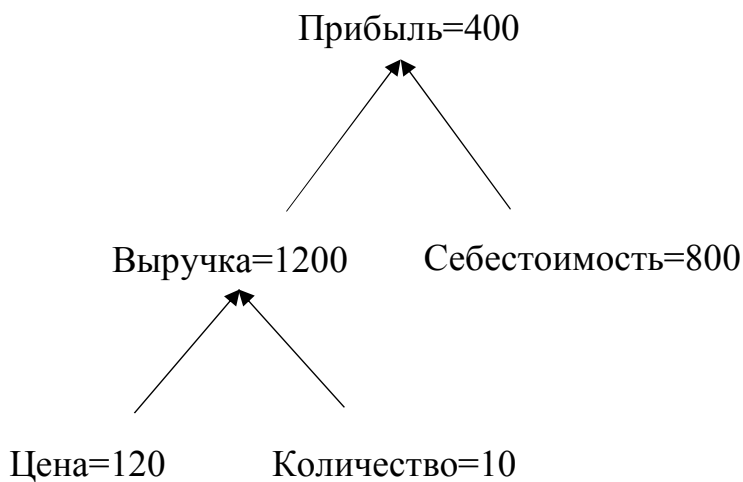 Прибыль=400
Выручка=1200 Себестоимость=800
Цена=120 Количество=10